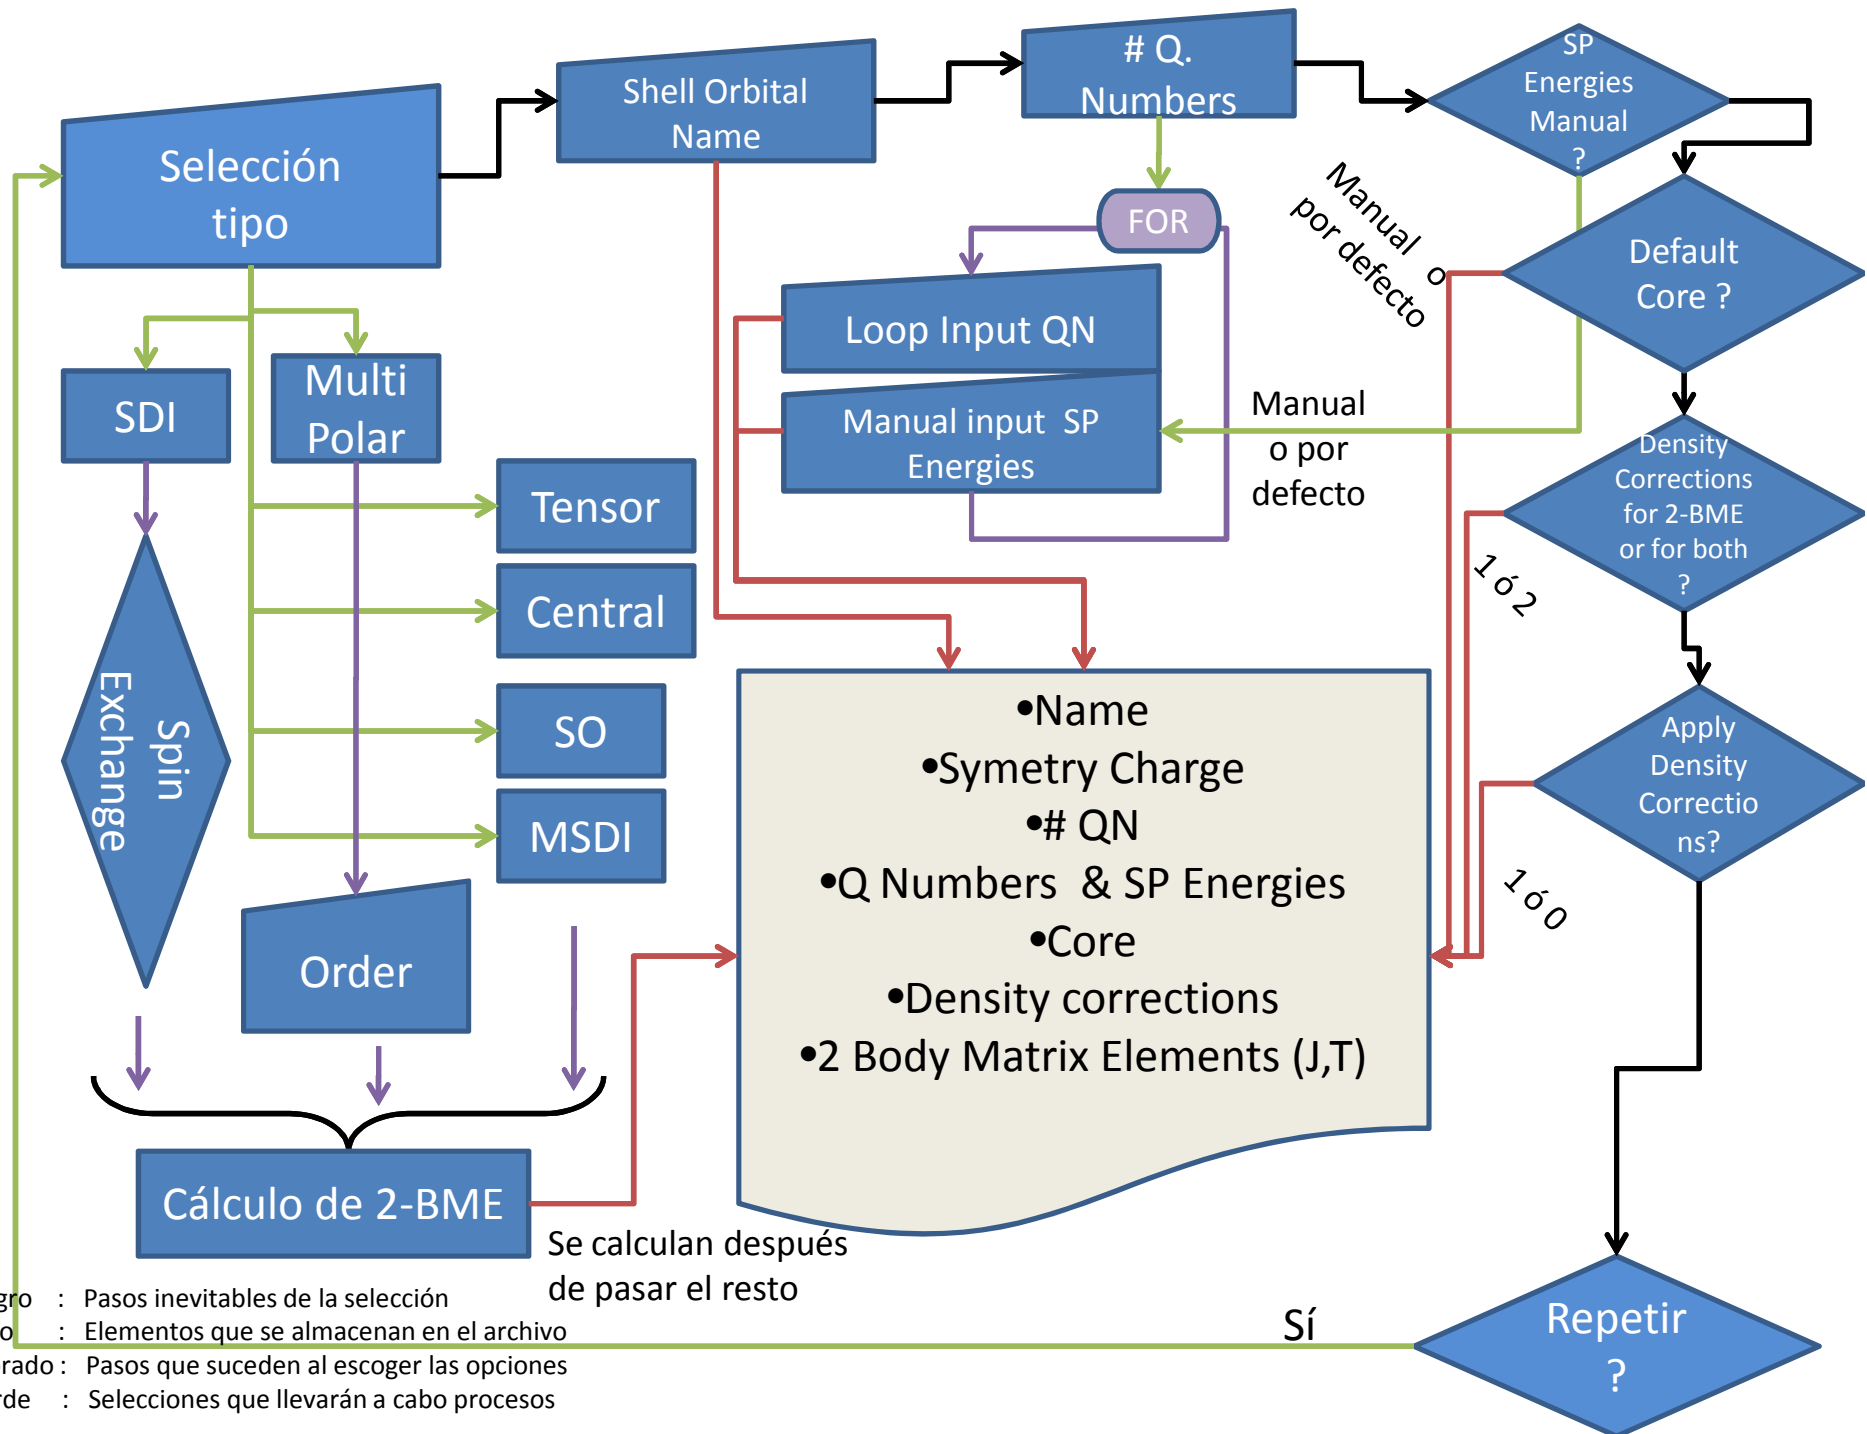 Selección
tipo
Shell Orbital
Name
# Q.
Numbers
SP
Energies
Manual
?
FOR
Manual o
por defecto
Default
Core ?
Loop Input QN
Manual input SP
Energies
Manual
o por
defecto
SDI
Multi
Polar
Density
Corrections
for 2-BME
or for both
?
1 ó 2
Tensor
Central
SO
MSDI
Spin
Exchange
Order
•Name
•Symetry Charge
•# QN
•Q Numbers & SP Energies
•Core
•Density corrections
•2 Body Matrix Elements (J,T)
Apply
Density
Correctio
ns?
1 ó 0
Cálculo de 2-BME
Se calculan después
de pasar el resto
Sí
Repetir
?
gro : Pasos inevitables de la selección
o : Elementos que se almacenan en el archivo
rado : Pasos que suceden al escoger las opciones
rde : Selecciones que llevarán a cabo procesos